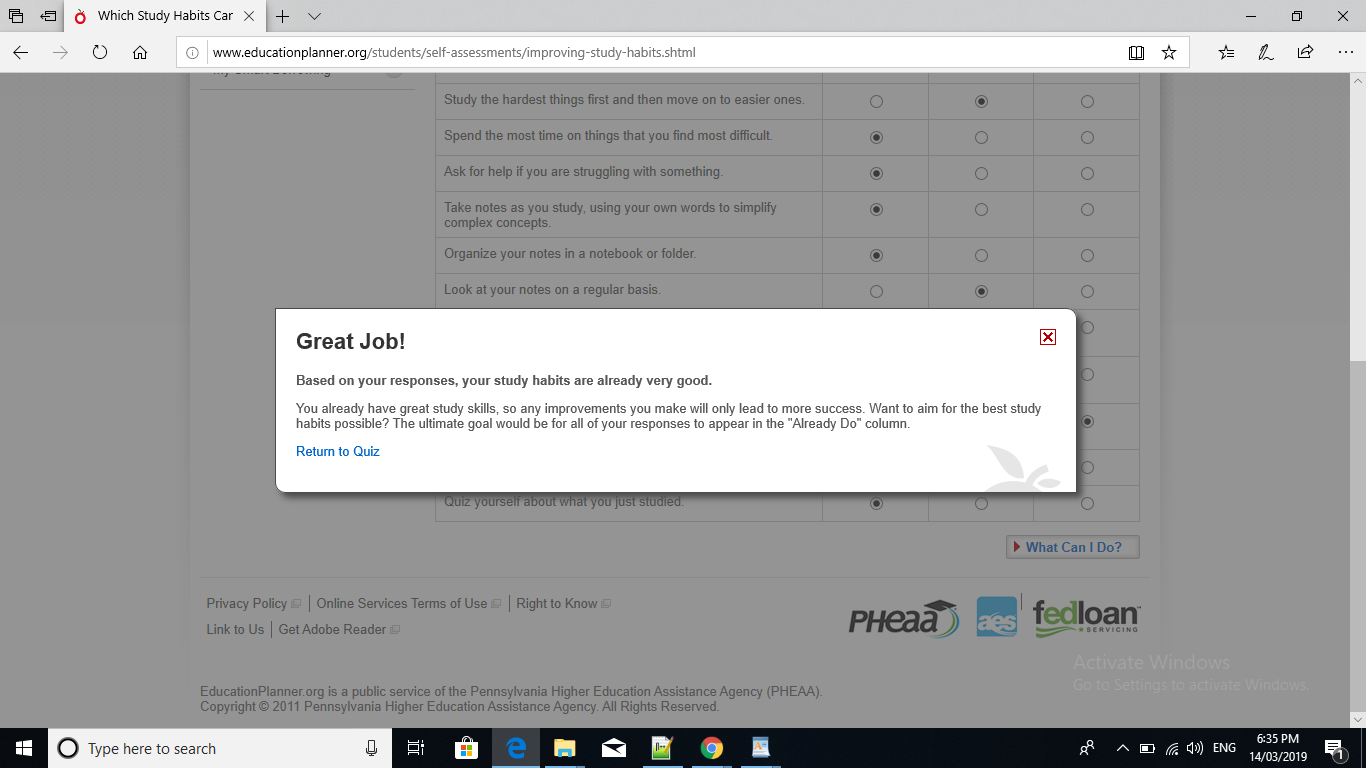 Which Study Habits Car
www.educationplanner.org/students/self-assessments/improving-study-habits.shtml
My Smart Borrowing
Study the hardest things first and then move on to easier ones.
Spend the most time on things that you find most difficult.
Ask for help if you are struggling with something.
Take notes as you study, using your own words to simplify
complex concepts.
Organize your notes in a notebook or folder.
Look at your notes on a regular basis.
Great Job!
Based on your responses, your study habits are already very good.
You already have great study skills, so any improvements you make will only lead to more success. Want to aim for the best study
habits possible? The ultimate goal would be for all of your responses to appear in the "Already Do" column.
Return to Quiz
Quiz yourself about what you just studied.
What Can I Do?
Privacy Policy | Online Services Terms of Use | Right to Know
Link to Us | Get Adobe Reader
PHEAA aes fedloan
SERVICING
Activate Windows
Go to Settings to activate Windows.
EducationPlanner.org is a public service of the Pennsylvania Higher Education Assistance Agency (PHEAA).
Copyright © 2011 Pennsylvania Higher Education Assistance Agency. All Rights Reserved.
Type here to search
ENG
6:35 PM
14/03/2019
1